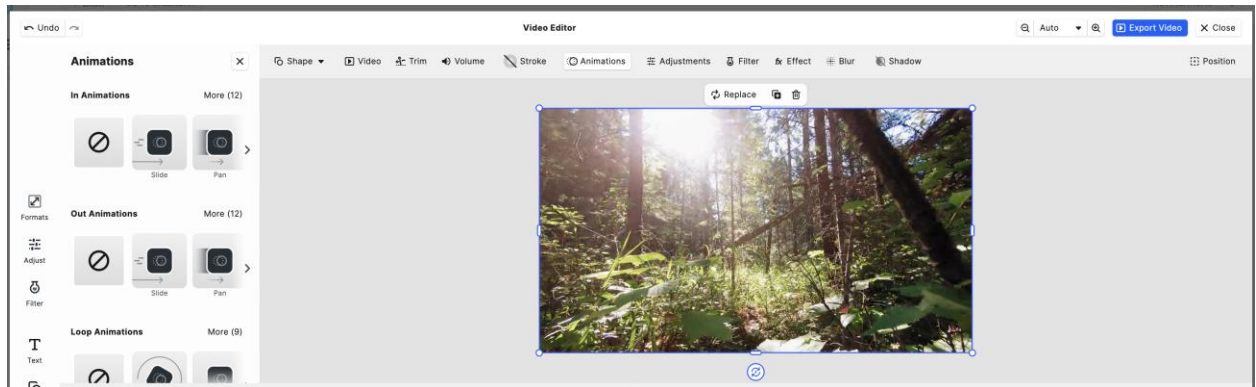 Undo
Video Editor
Auto
Export Video
Close
Animations
Shape
Video
Trim
Volume
Stroke
Animations
Adjustments
Filter
fx Effect
Blur
Shadow
Position
Replace
In Animations
More (12)
Slide
Pan
Formats
Out Animations
More (12)
Adjust
Slide
Pan
Filter
Loop Animations
More (9)
T
Text